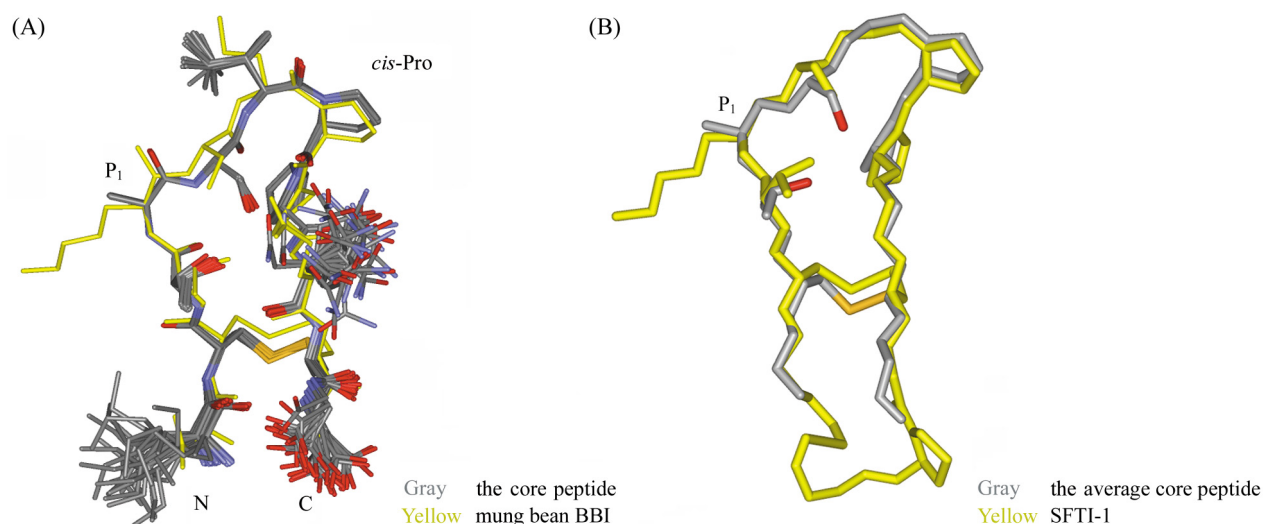 (A)
cis-Pro
P1
N
C
Gray the core peptide
Yellow mung bean BBI
(B)
P1
Gray the average core peptide
Yellow SFTI-1